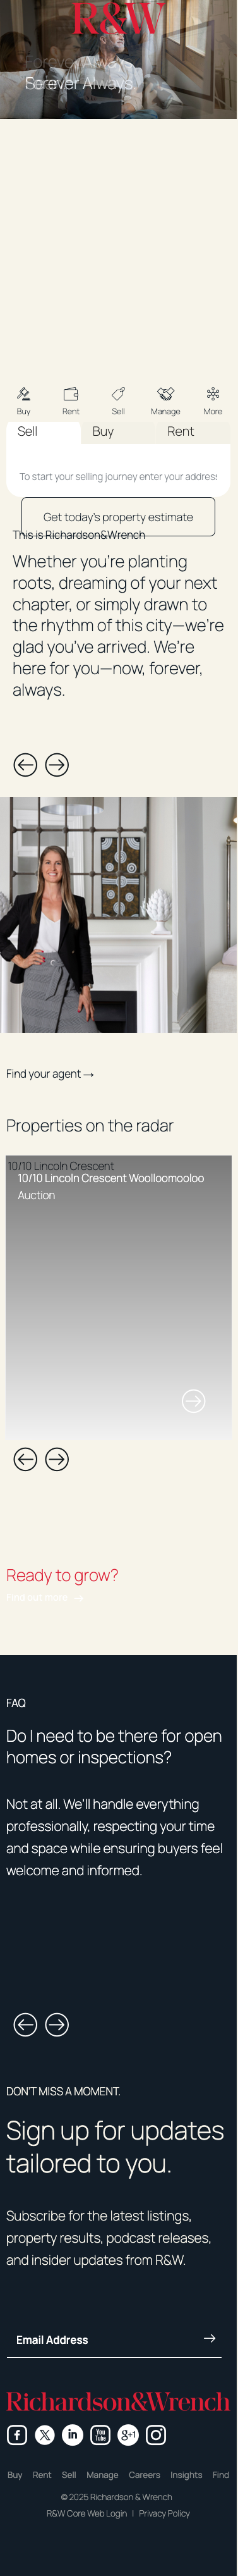 R&W
Forever Always.
Buy
Rent
Sell
Manage
More
Sell
Buy
Rent
To start your selling journey enter your address
Get today's property estimate
This is Richardson&Wrench
Whether you're planting
roots, dreaming of your next
chapter, or simply drawn to
the rhythm of this city—we're
glad you've arrived. We're
here for you—now, forever,
always.
Find your agent →
Properties on the radar
10/10 Lincoln Crescent
10/10 Lincoln Crescent Woolloomooloo
Auction
Ready to grow?
FAQ
Do I need to be there for open
homes or inspections?
Not at all. We'll handle everything
professionally, respecting your time
and space while ensuring buyers feel
welcome and informed.
DON'T MISS A MOMENT.
Sign up for updates
tailored to you.
Subscribe for the latest listings,
property results, podcast releases,
and insider updates from R&W.
Email Address
Richardson&Wrench
Buy Rent Sell Manage Careers Insights Find
© 2025 Richardson & Wrench
R&W Core Web Login | Privacy Policy